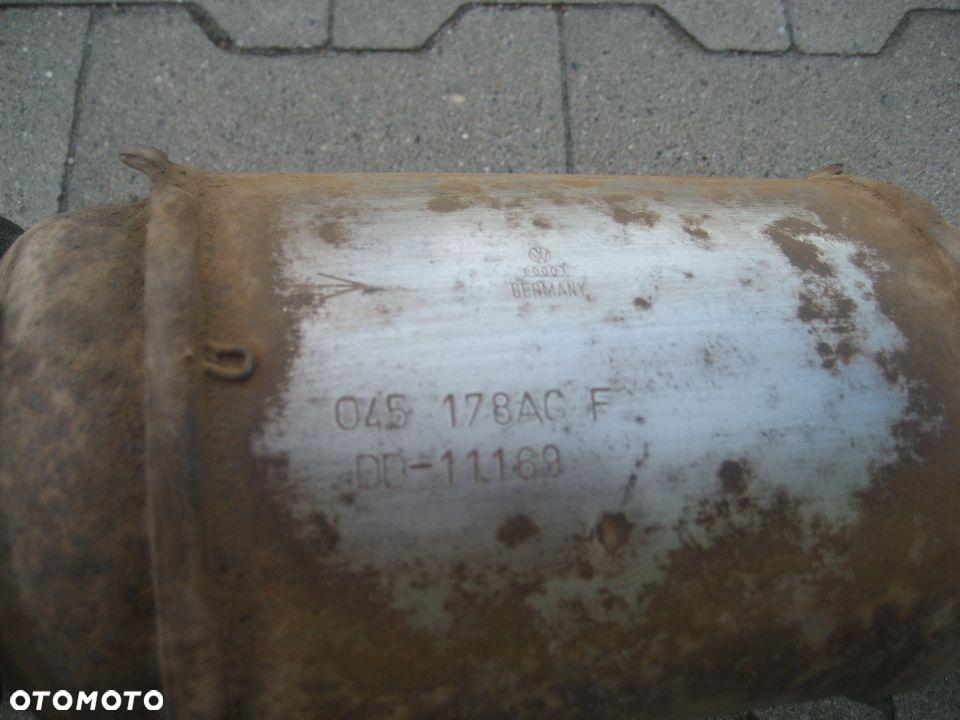 GERMANY
045 178AC F
DD-11169
OTOMOTO